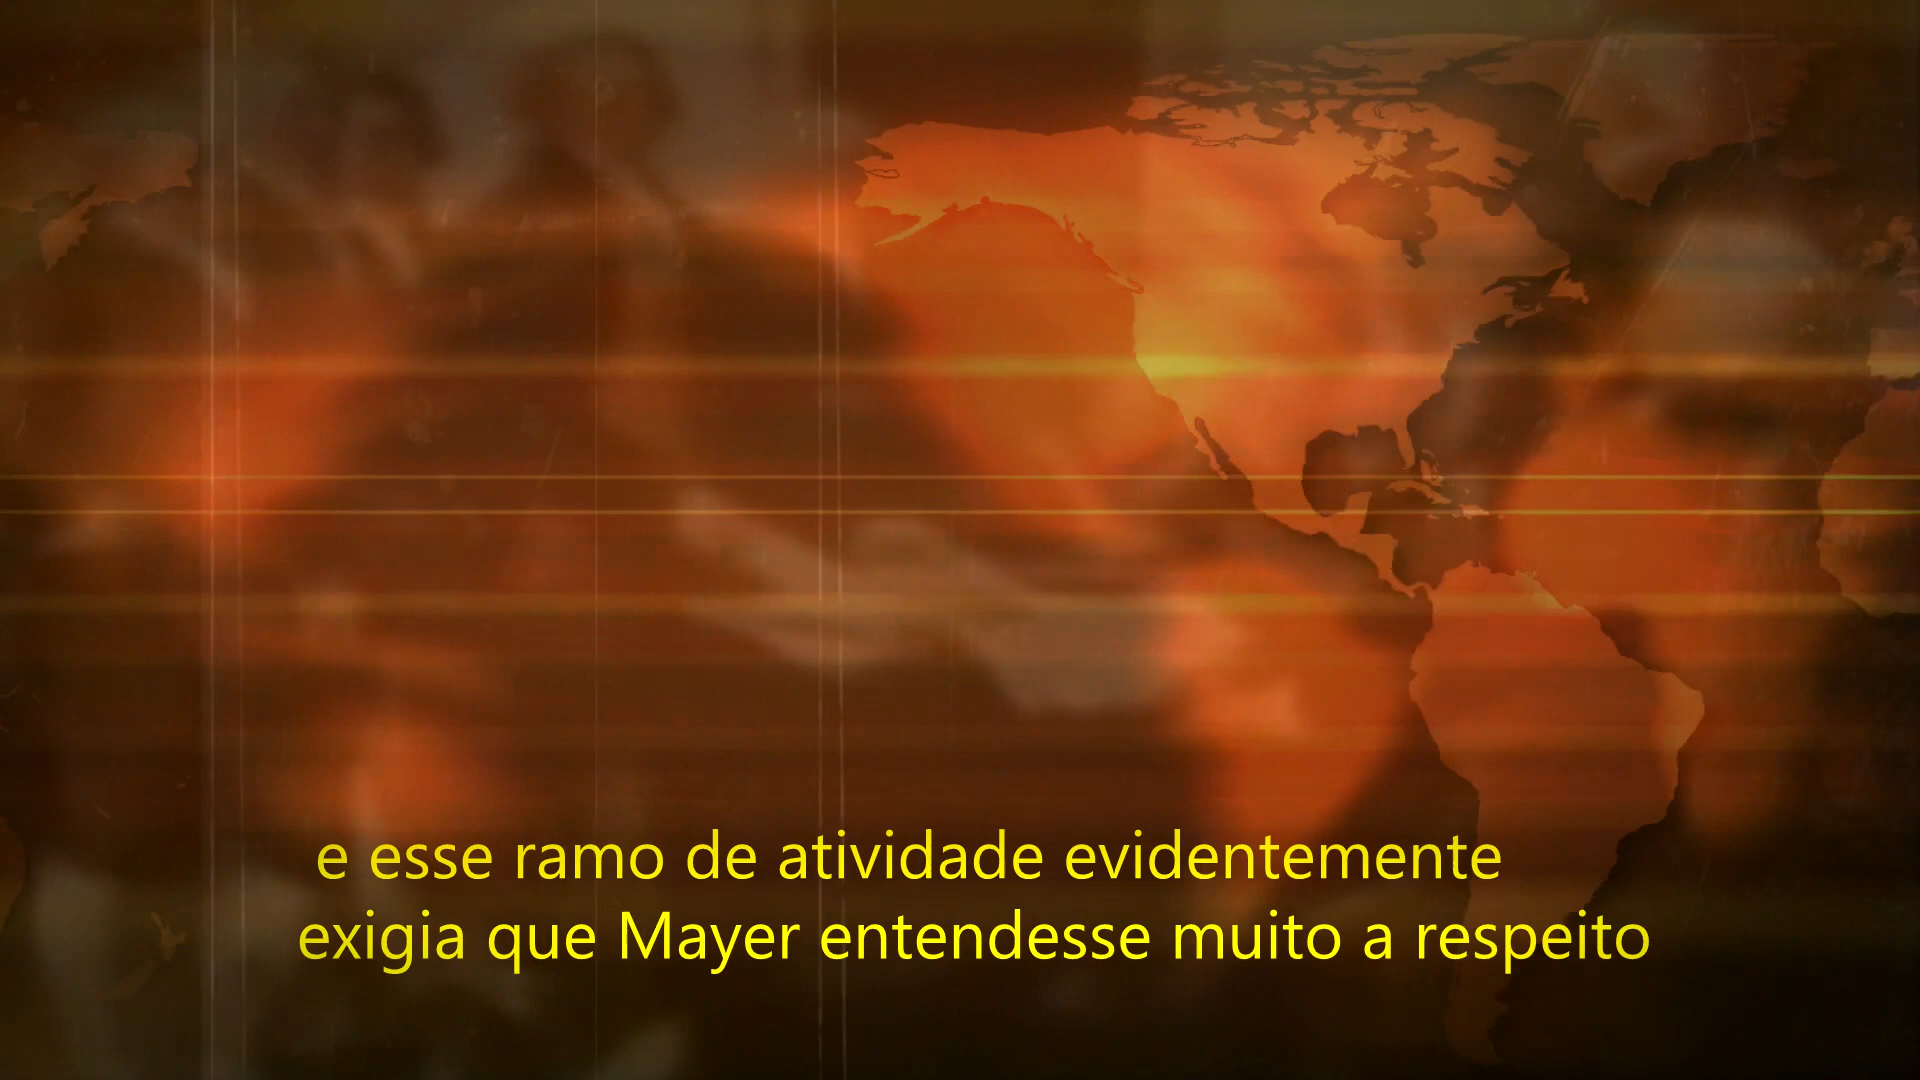 e esse ramo de atividade evidentemente
exigia que Mayer entendesse muito a respeito